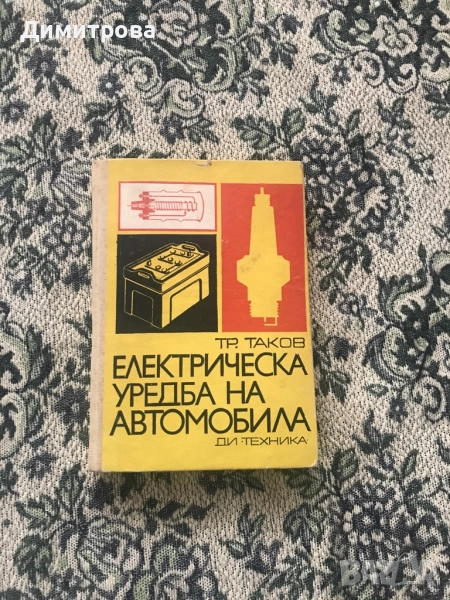 Димитрова
ТР. ТАКОВ
ЕЛЕКТРИЧЕСКА
УРЕДБА НА
АВТОМОБИЛА
ДИ "ТЕХНИКА"